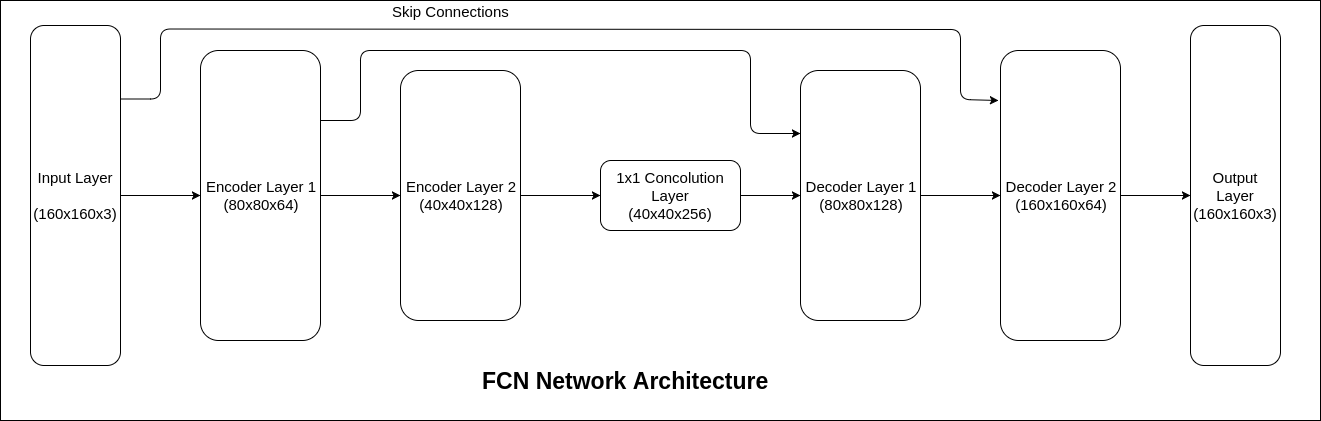 Skip Connections
Input Layer
(160x160x3)
Encoder Layer 1
(80x80x64)
Encoder Layer 2
(40x40x128)
1x1 Concolution
Layer
(40x40x256)
Decoder Layer 1
(80x80x128)
Decoder Layer 2
(160x160x64)
Output
Layer
(160x160x3)
FCN Network Architecture